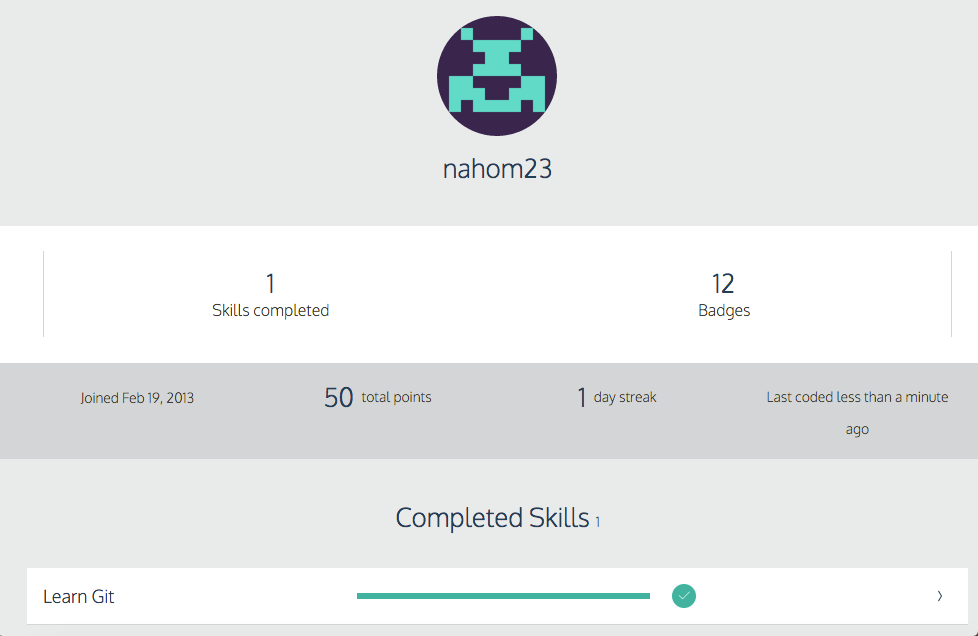 nahom23
1
Skills completed
12
Badges
Joined Feb 19, 2013
50 total points
1 day streak
Last coded less than a minute
ago
Completed Skills 1
Learn Git